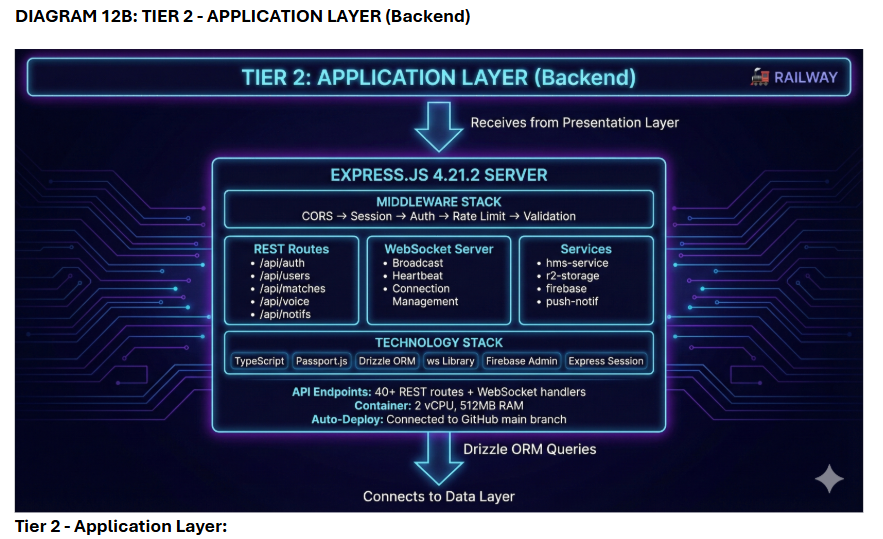 DIAGRAM 12B: TIER 2 - APPLICATION LAYER (Backend)
TIER 2: APPLICATION LAYER (Backend)
RAILWAY
Receives from Presentation Layer
EXPRESS.JS 4.21.2 SERVER
MIDDLEWARE STACK
CORS → Session → Auth → Rate Limit → Validation
REST Routes
• /api/auth
• /api/users
• /api/matches
• /api/voice
• /api/notifs
WebSocket Server
• Broadcast
• Heartbeat
• Connection
Management
Services
• hms-service
• r2-storage
• firebase
• push-notif
TECHNOLOGY STACK
TypeScript
Passport.js
Drizzle ORM
ws Library
Firebase Admin
Express Session
API Endpoints: 40+ REST routes + WebSocket handlers
Container: 2 vCPU, 512MB RAM
Auto-Deploy: Connected to GitHub main branch
Drizzle ORM Queries
Connects to Data Layer
Tier 2 - Application Layer: